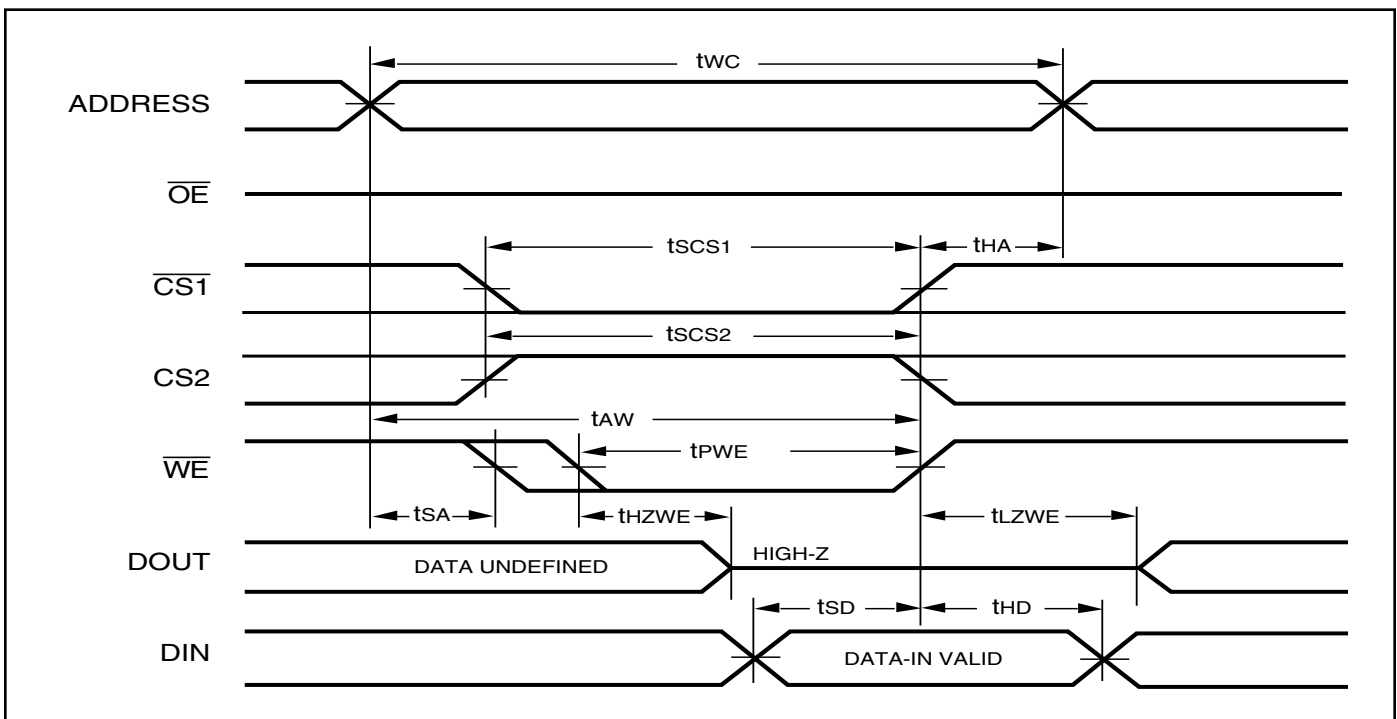 tWC
ADDRESS
OE
tSCS1
tHA
CS1
tSCS2
CS2
tAW
WE
tPWE
tSA
tHZWE
tLZWE
DOUT
DATA UNDEFINED
HIGH-Z
tSD
tHD
DIN
DATA-IN VALID